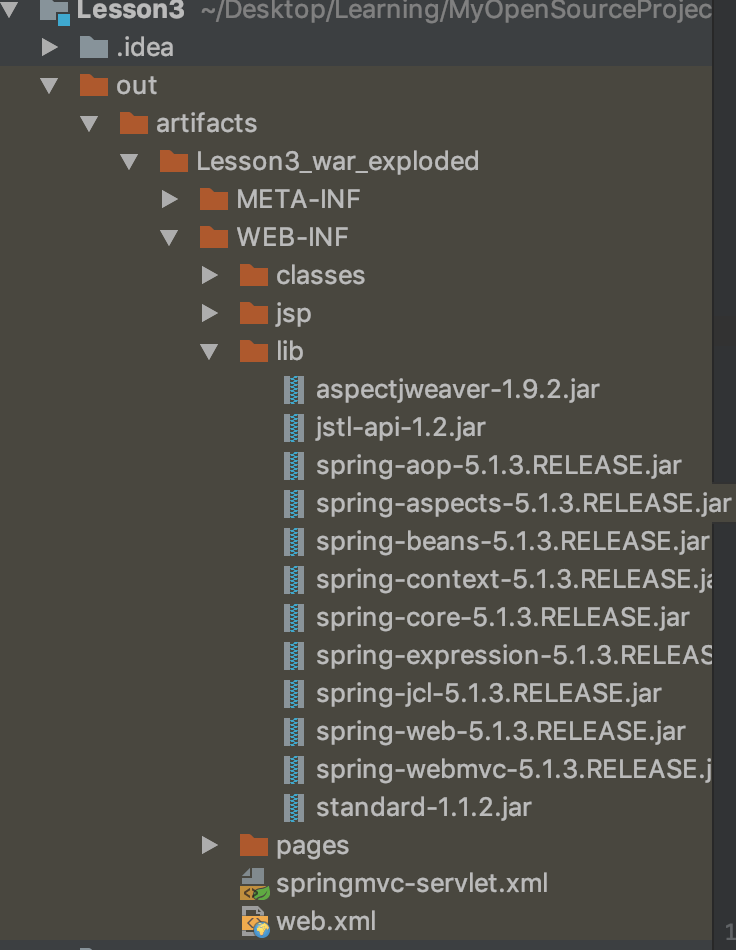 Lesson3 ~/Desktop/Learning/MyOpenSourceProjec
.idea
out
artifacts
Lesson3_war_exploded
META-INF
WEB-INF
classes
jsp
lib
aspectjweaver-1.9.2.jar
jstl-api-1.2.jar
spring-aop-5.1.3.RELEASE.jar
spring-aspects-5.1.3.RELEASE.jar
spring-beans-5.1.3.RELEASE.jar
spring-context-5.1.3.RELEASE.ja
spring-core-5.1.3.RELEASE.jar
spring-expression-5.1.3.RELEAS
spring-jcl-5.1.3.RELEASE.jar
spring-web-5.1.3.RELEASE.jar
spring-webmvc-5.1.3.RELEASE.j
standard-1.1.2.jar
pages
springmvc-servlet.xml
web.xml
1